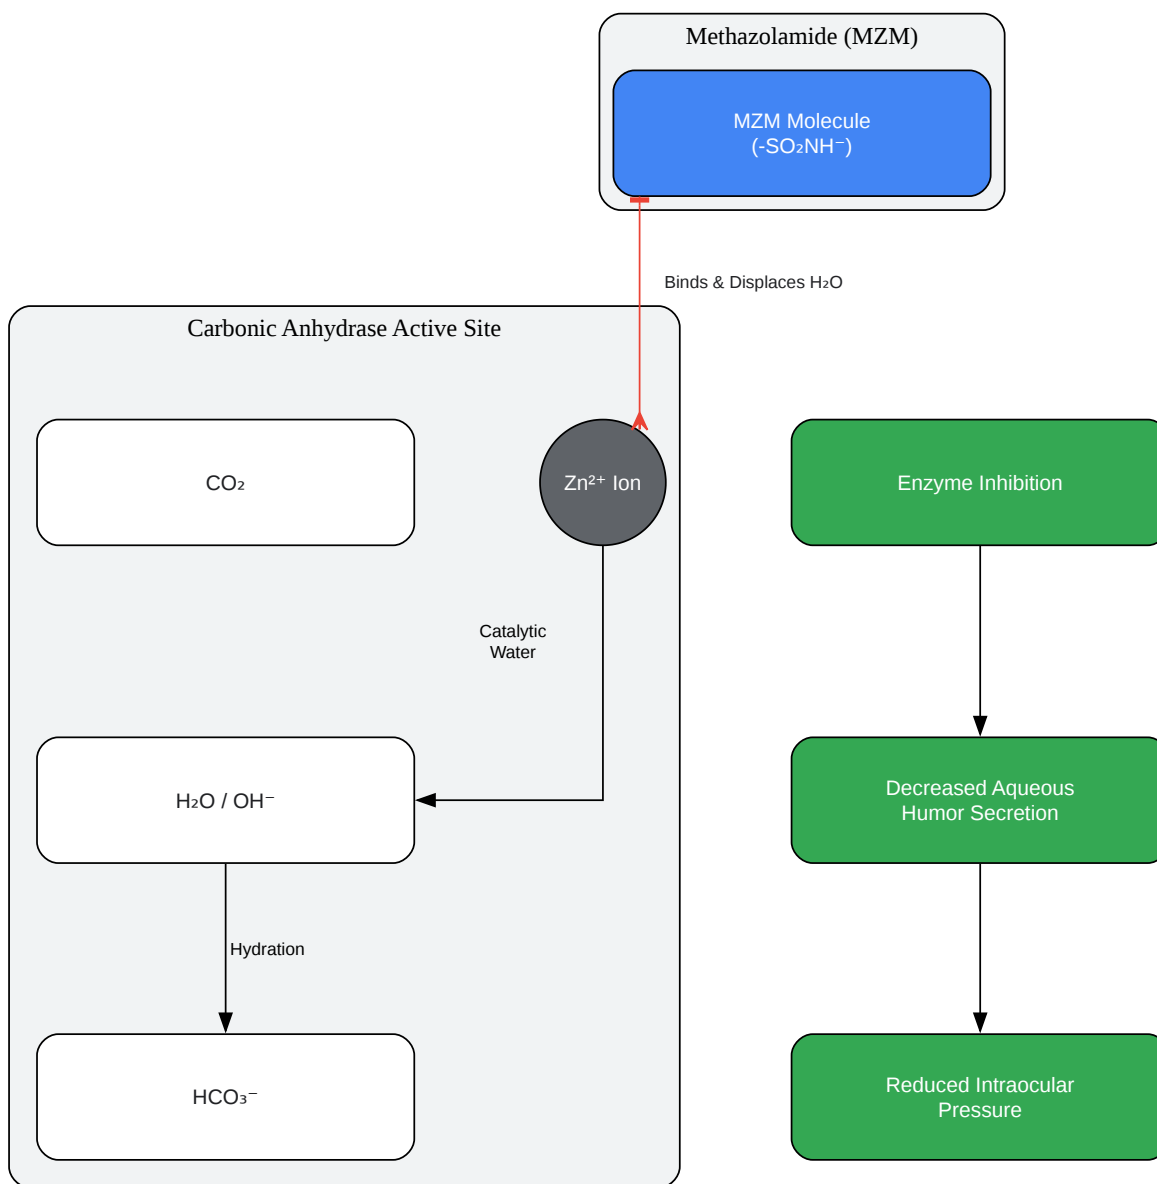 Methazolamide (MZM)
MZM Molecule
(-SO₂NH⁻)
Binds & Displaces H₂O
Carbonic Anhydrase Active Site
CO₂
Zn²⁺ Ion
Enzyme Inhibition
Catalytic
Water
H₂O / OH⁻
Decreased Aqueous
Humor Secretion
Hydration
HCO₃⁻
Reduced Intraocular
Pressure